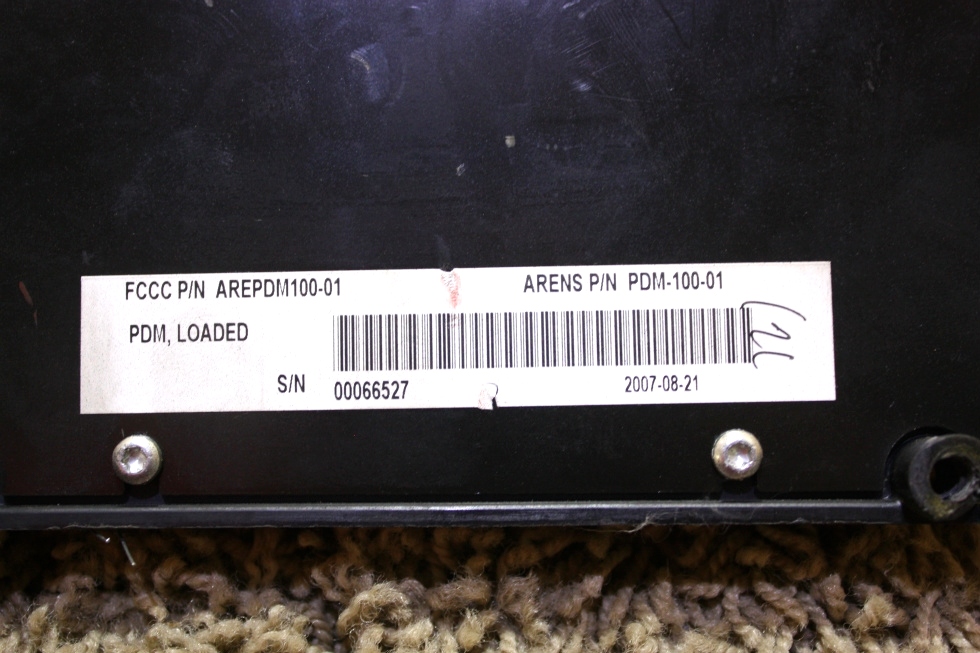 FCCC P/N AREPDM100-01 ARENS P/N PDM-100-01
PDM, LOADED
S/N 00066527 2007-08-21